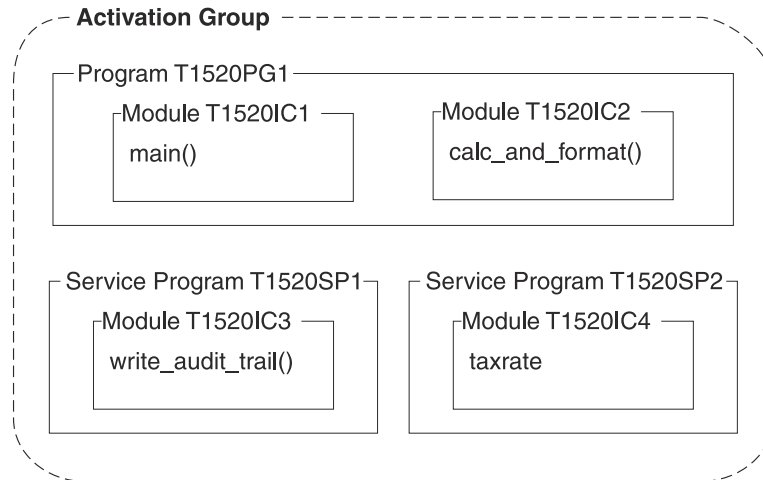 Activation Group
Program T1520PG1
Module T1520IC1
main()
Module T1520IC2
calc_and_format()
Service Program T1520SP1
Module T1520IC3
write_audit_trail()
Service Program T1520SP2
Module T1520IC4
taxrate